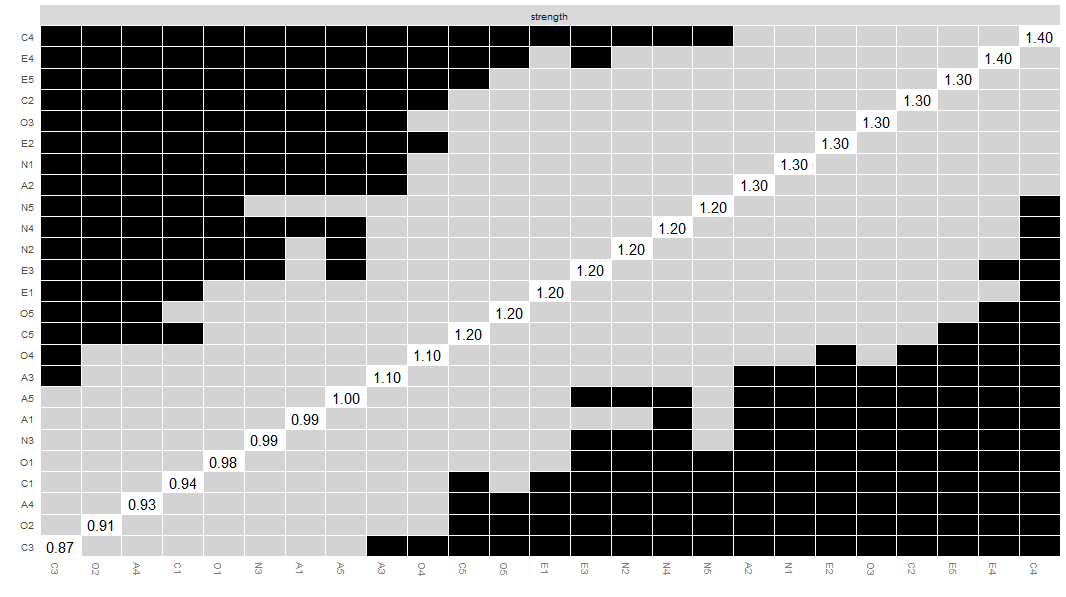 strength
C4 1.40
E4 1.40
E5 1.30
C2 1.30
O3 1.30
E2 1.30
N1 1.30
A2 1.30
N5 1.20
N4 1.20
N2 1.20
E3 1.20
E1 1.20
O5 1.20
C5 1.20
O4 1.10
A3 1.10
A5 1.00
A1 0.99
N3 0.99
O1 0.98
C1 0.94
A4 0.93
O2 0.91
C3 0.87
C3 O2 A4 C1 O1 N3 A1 A5 A3 O4 C5 O5 E1 E3 N2 N4 N5 A2 N1 E2 O3 C2 E5 E4 C4